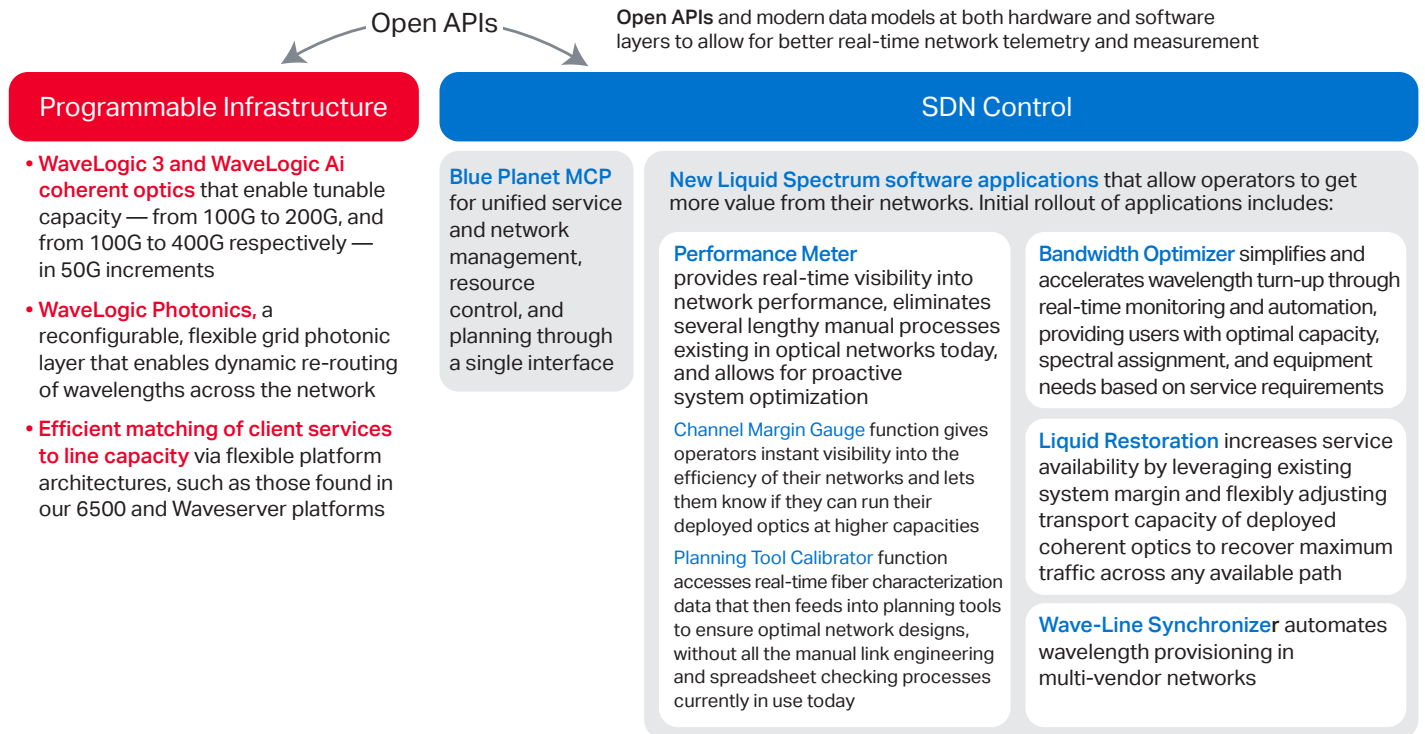 Open APIs
Open APIs and modern data models at both hardware and software
layers to allow for better real-time network telemetry and measurement
Programmable Infrastructure
• WaveLogic 3 and WaveLogic Ai
coherent optics that enable tunable
capacity — from 100G to 200G, and
from 100G to 400G respectively —
in 50G increments
• WaveLogic Photonics, a
reconfigurable, flexible grid photonic
layer that enables dynamic re-routing
of wavelengths across the network
• Efficient matching of client services
to line capacity via flexible platform
architectures, such as those found in
our 6500 and Waveserver platforms
SDN Control
Blue Planet MCP
for unified service
and network
management,
resource
control, and
planning through
a single interface
New Liquid Spectrum software applications that allow operators to get
more value from their networks. Initial rollout of applications includes:
Performance Meter
provides real-time visibility into
network performance, eliminates
several lengthy manual processes
existing in optical networks today,
and allows for proactive
system optimization
Channel Margin Gauge function gives
operators instant visibility into the
efficiency of their networks and lets
them know if they can run their
deployed optics at higher capacities
Planning Tool Calibrator function
accesses real-time fiber characterization
data that then feeds into planning tools
to ensure optimal network designs,
without all the manual link engineering
and spreadsheet checking processes
currently in use today
Bandwidth Optimizer simplifies and
accelerates wavelength turn-up through
real-time monitoring and automation,
providing users with optimal capacity,
spectral assignment, and equipment
needs based on service requirements
Liquid Restoration increases service
availability by leveraging existing
system margin and flexibly adjusting
transport capacity of deployed
coherent optics to recover maximum
traffic across any available path
Wave-Line Synchronizer automates
wavelength provisioning in
multi-vendor networks